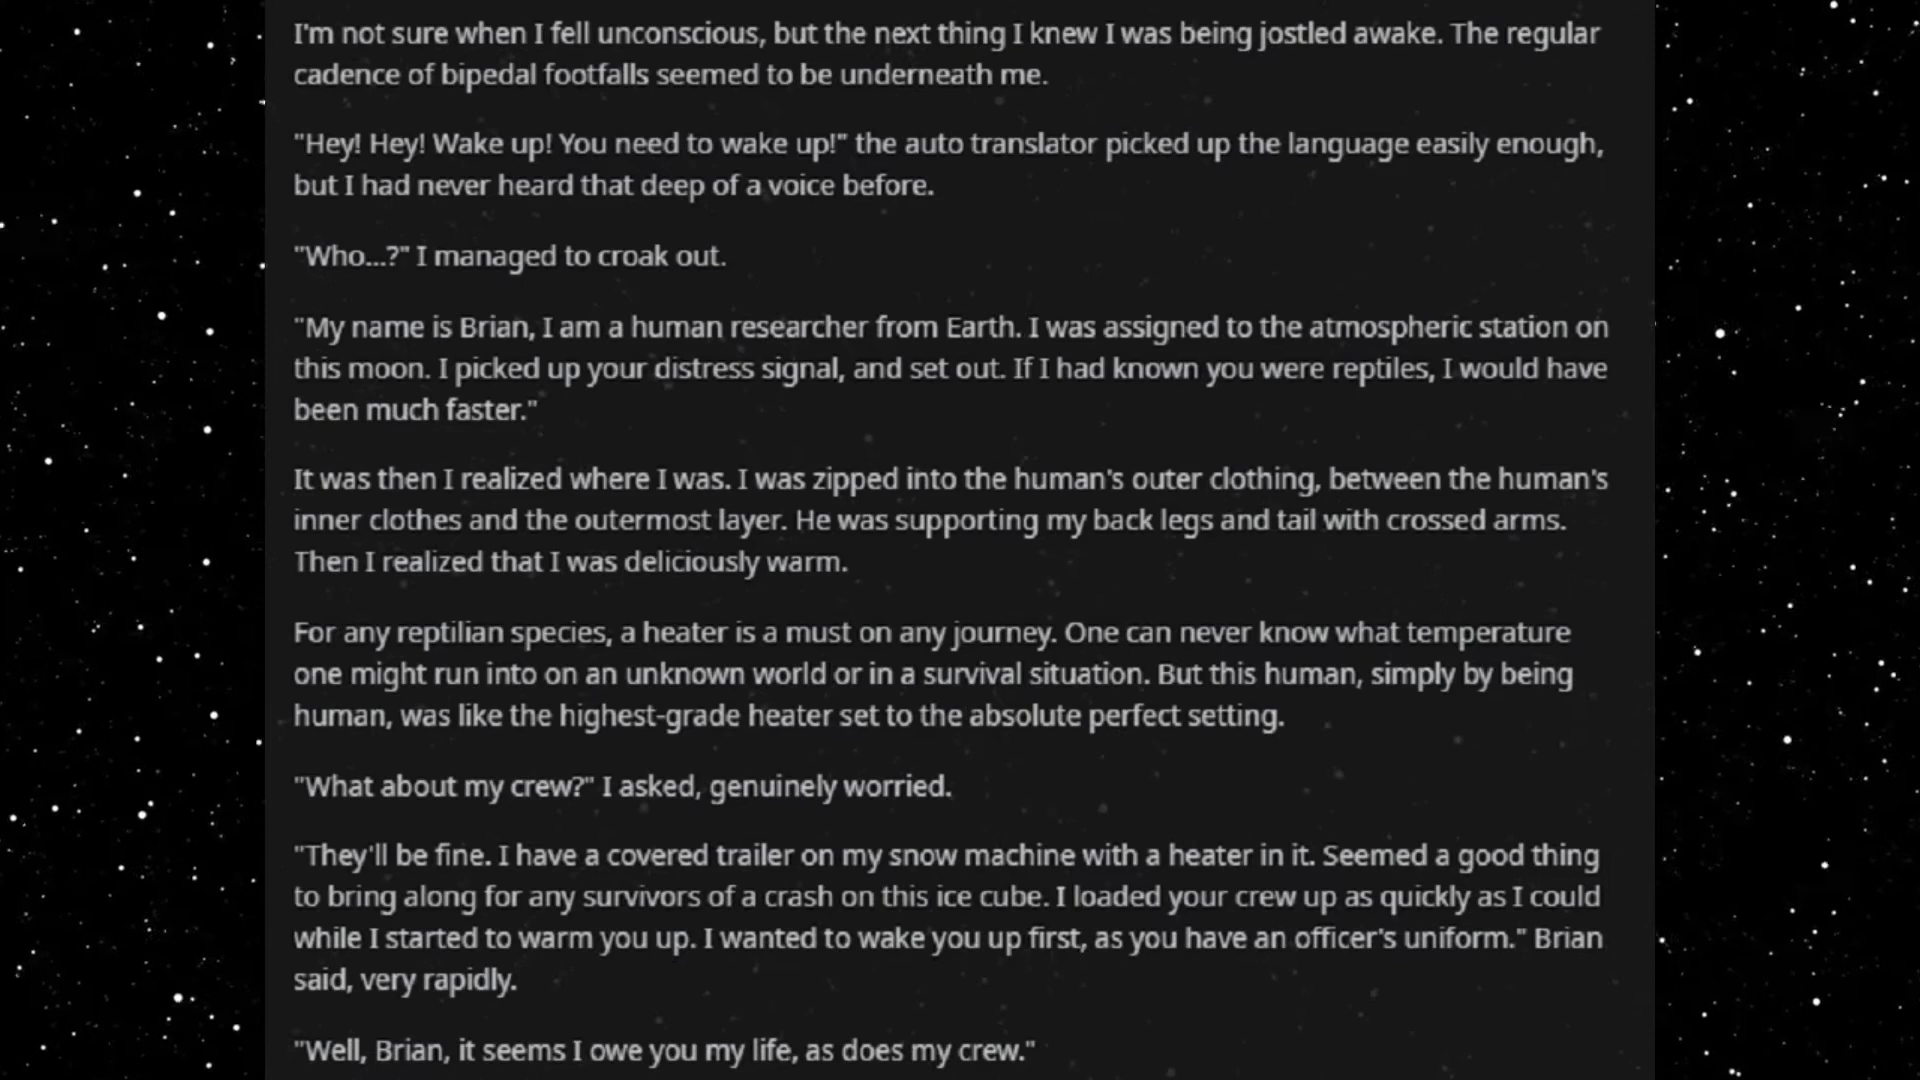 I'm not sure when I fell unconscious, but the next thing I knew I was being jostled awake. The regular
cadence of bipedal footfalls seemed to be underneath me.
"Hey! Hey! Wake up! You need to wake up!" the auto translator picked up the language easily enough,
but I had never heard that deep of a voice before.
"Who...?" I managed to croak out.
"My name is Brian, I am a human researcher from Earth. I was assigned to the atmospheric station on
this moon. I picked up your distress signal, and set out. If I had known you were reptiles, I would have
been much faster."
It was then I realized where I was. I was zipped into the human's outer clothing, between the human's
inner clothes and the outermost layer. He was supporting my back legs and tail with crossed arms.
Then I realized that I was deliciously warm.
For any reptilian species, a heater is a must on any journey. One can never know what temperature
one might run into on an unknown world or in a survival situation. But this human, simply by being
human, was like the highest-grade heater set to the absolute perfect setting.
"What about my crew?" I asked, genuinely worried.
"They'll be fine. I have a covered trailer on my snow machine with a heater in it. Seemed a good thing
to bring along for any survivors of a crash on this ice cube. I loaded your crew up as quickly as I could
while I started to warm you up. I wanted to wake you up first, as you have an officer's uniform." Brian
said, very rapidly.
"Well, Brian, it seems I owe you my life, as does my crew."